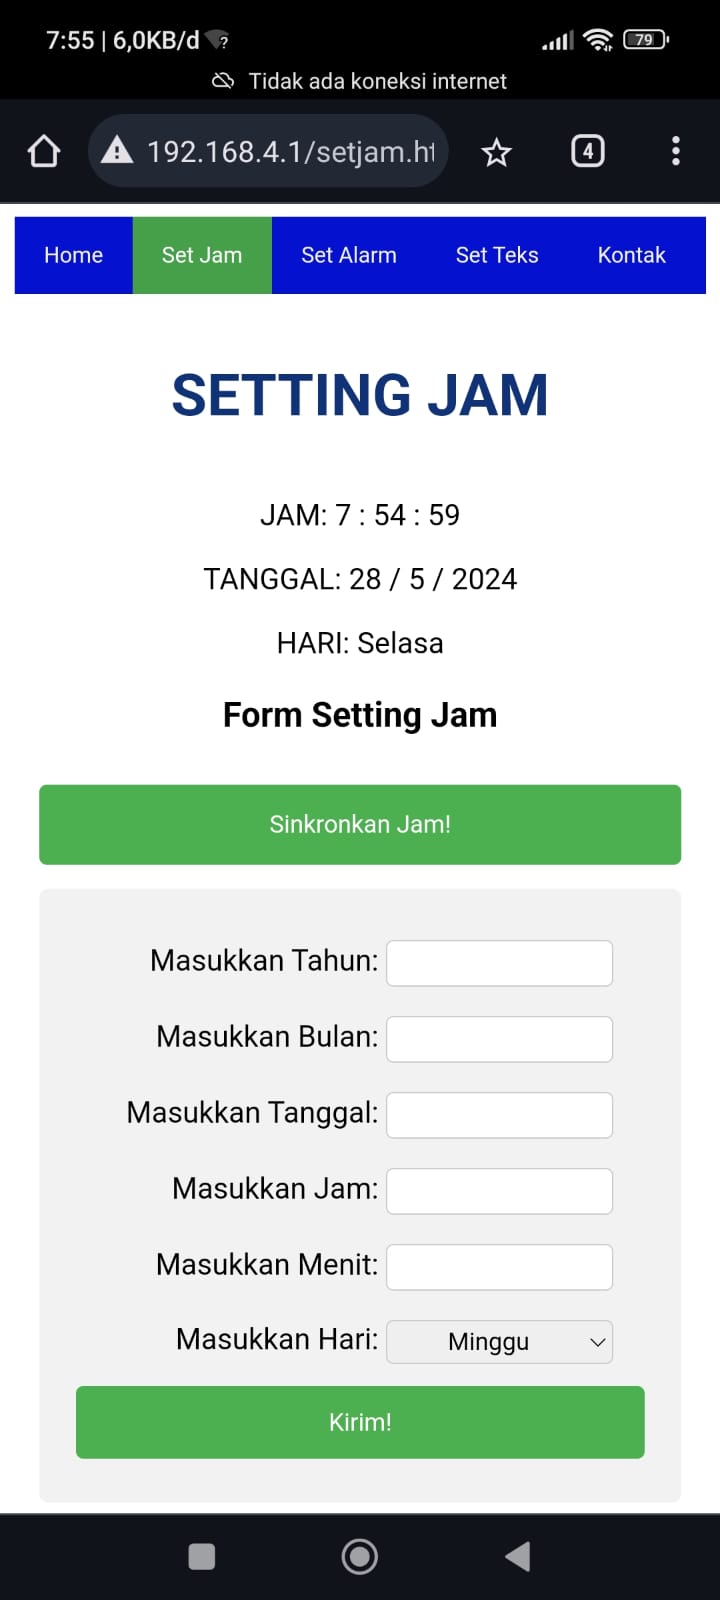 7:55 | 6,0KB/d ? 79
Tidak ada koneksi internet
192.168.4.1/setjam.ht 4
Home Set Jam Set Alarm Set Teks Kontak
SETTING JAM
JAM: 7 : 54 : 59
TANGGAL: 28 / 5 / 2024
HARI: Selasa
Form Setting Jam
Sinkronkan Jam!
Masukkan Tahun:
Masukkan Bulan:
Masukkan Tanggal:
Masukkan Jam:
Masukkan Menit:
Masukkan Hari: Minggu
Kirim!